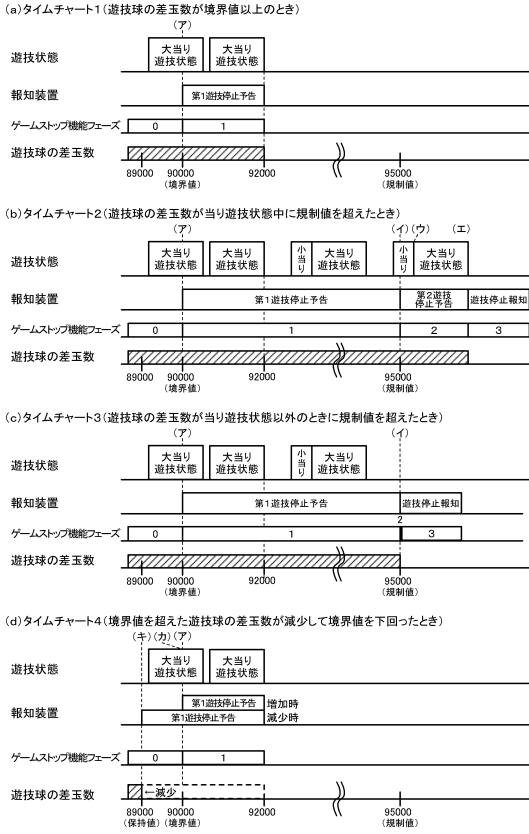 (a)タイムチャート1(遊技球の差玉数が境界値以上のとき)
(ア)
遊技状態
大当り
遊技状態
大当り
遊技状態
報知装置
第1遊技停止予告
ゲームストップ機能フェーズ
0
1
遊技球の差玉数
89000
90000
(境界値)
92000
95000
(規制値)
(b)タイムチャート2(遊技球の差玉数が当り遊技状態中に規制値を超えたとき)
(ア)
(イ)
(ウ)
(エ)
遊技状態
大当り
遊技状態
大当り
遊技状態
小当り
大当り
遊技状態
小当り
大当り
遊技状態
報知装置
第1遊技停止予告
第2遊技
停止予告
遊技停止報知
ゲームストップ機能フェーズ
0
1
2
3
遊技球の差玉数
89000
90000
(境界値)
92000
95000
(規制値)
(c)タイムチャート3(遊技球の差玉数が当り遊技状態以外のときに規制値を超えたとき)
(ア)
(イ)
遊技状態
大当り
遊技状態
大当り
遊技状態
小当り
大当り
遊技状態
報知装置
第1遊技停止予告
遊技停止報知
ゲームストップ機能フェーズ
0
1
2
3
遊技球の差玉数
89000
90000
(境界値)
92000
95000
(規制値)
(d)タイムチャート4(境界値を超えた遊技球の差玉数が減少して境界値を下回ったとき)
(キ)
(カ)
(ア)
遊技状態
大当り
遊技状態
大当り
遊技状態
報知装置
第1遊技停止予告
増加時
第1遊技停止予告
減少時
ゲームストップ機能フェーズ
0
1
遊技球の差玉数
←減少
89000
(保持値)
90000
(境界値)
92000
95000
(規制値)